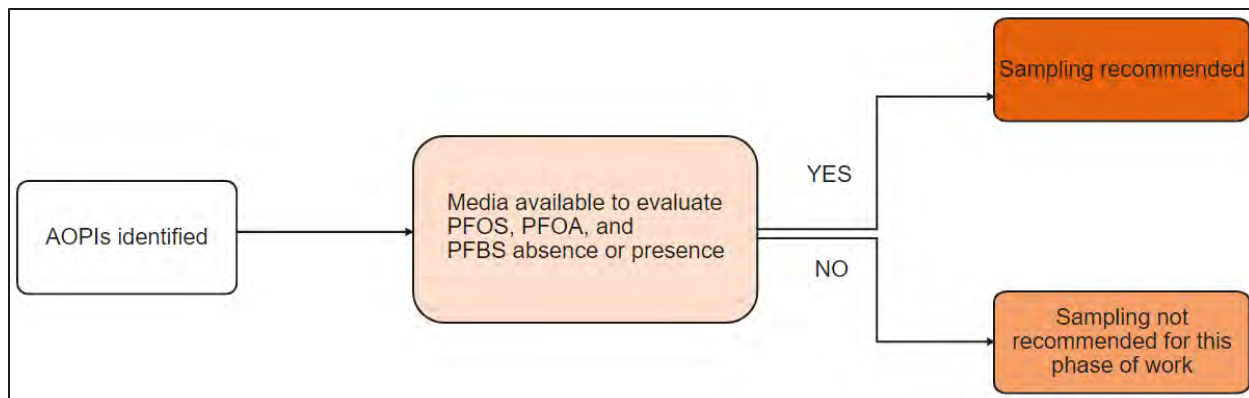 Sampling recommended
YES
AOPIs identified
Media available to evaluate
PFOS, PFOA, and
PFBS absence or presence
NO
Sampling not
recommended for this
phase of work